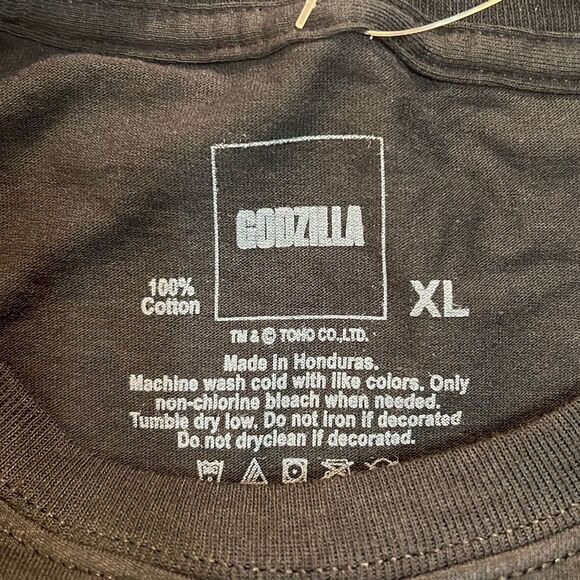 GODZILLA
100%
Cotton
XL
TM & © TOHO CO.,LTD.
Made in Honduras.
Machine wash cold with like colors. Only
non-chlorine bleach when needed.
Tumble dry low. Do not iron if decorated.
Do not dryclean if decorated.